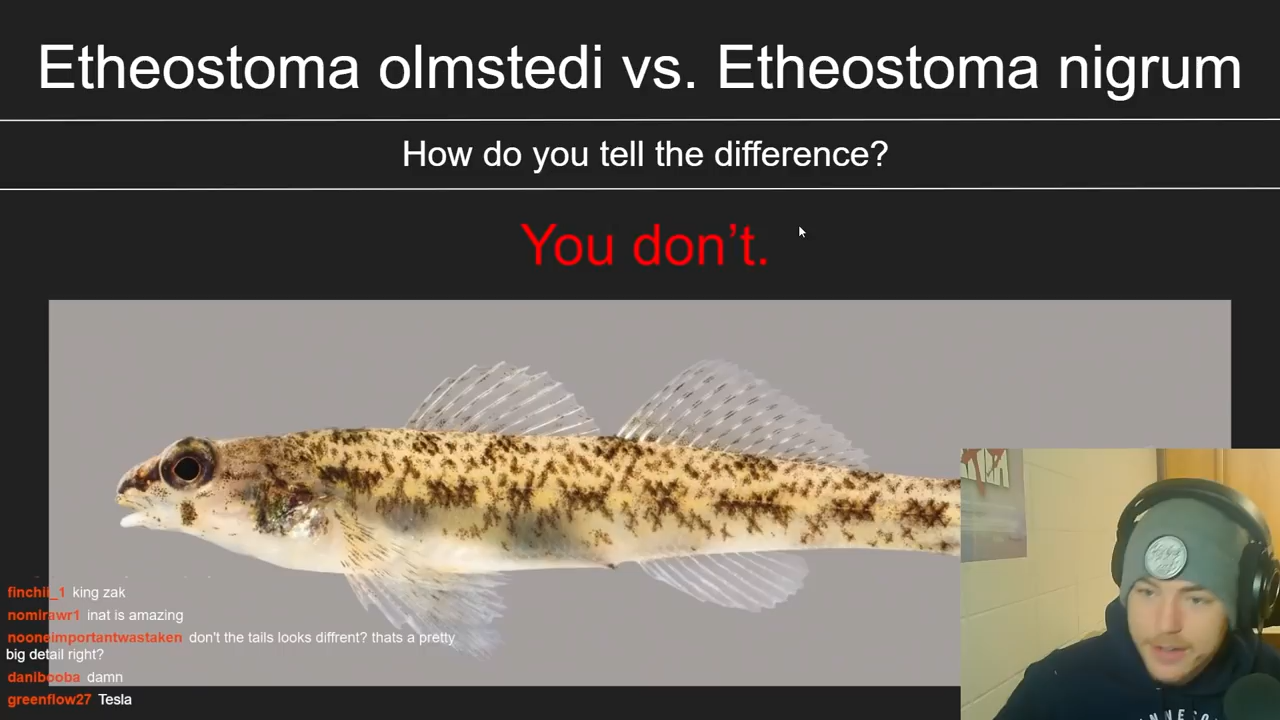 Etheostoma olmstedi vs. Etheostoma nigrum
How do you tell the difference?
You don’t.
finchii_1 king zak
nomirawr1 inat is amazing
nooneimportantwastaken don't the tails looks diffrent? thats a pretty
big detail right?
danibooba damn
greenflow27 Tesla